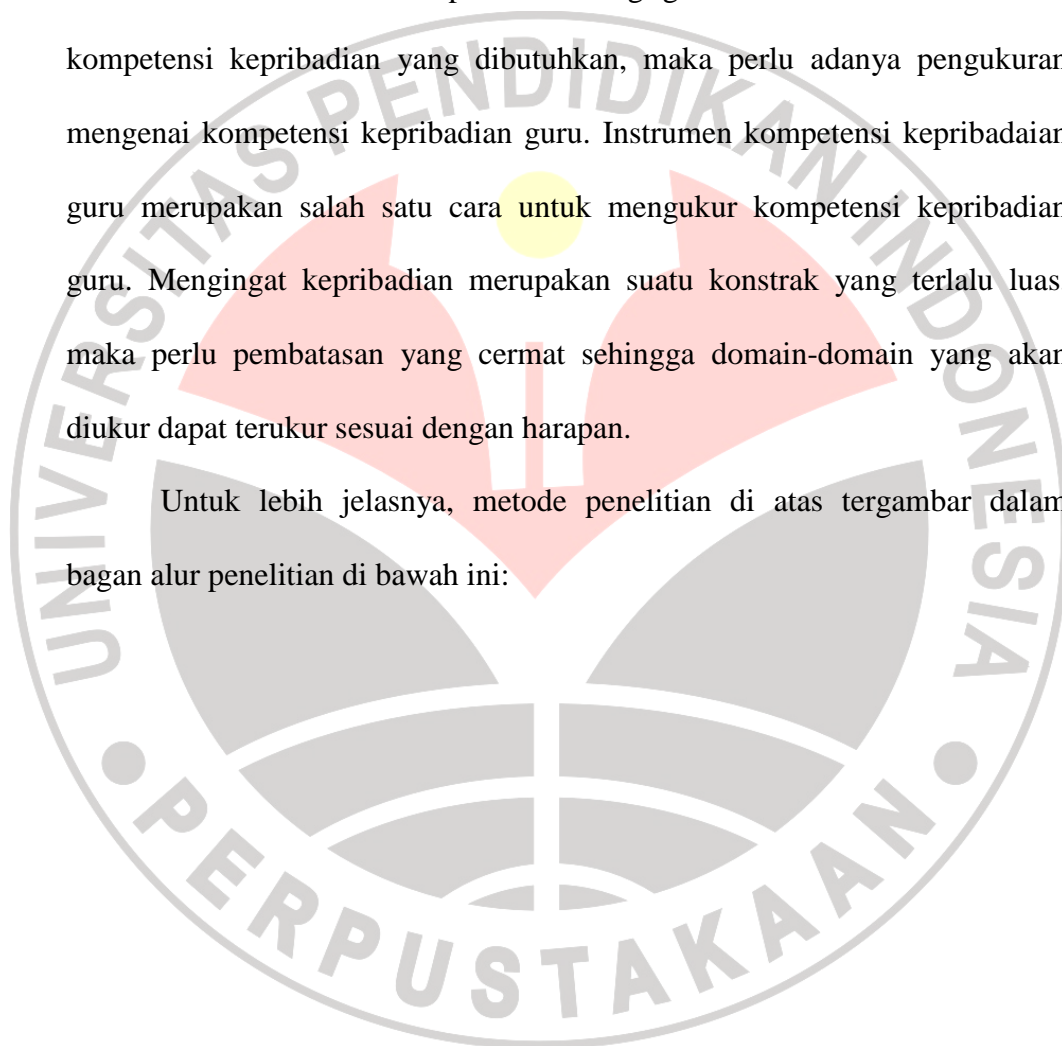 kompetensi kepribadian yang dibutuhkan, maka perlu adanya pengukuran
mengenai kompetensi kepribadian guru. Instrumen kompetensi kepribadaian
guru merupakan salah satu cara untuk mengukur kompetensi kepribadian
guru. Mengingat kepribadian merupakan suatu konstrak yang terlalu luas
maka perlu pembatasan yang cermat sehingga domain-domain yang akan
diukur dapat terukur sesuai dengan harapan.
Untuk lebih jelasnya, metode penelitian di atas tergambar dalam
bagan alur penelitian di bawah ini:
UNIVERSITAS PENDIDIKAN INDONESIA
PERPUSTAKAAN